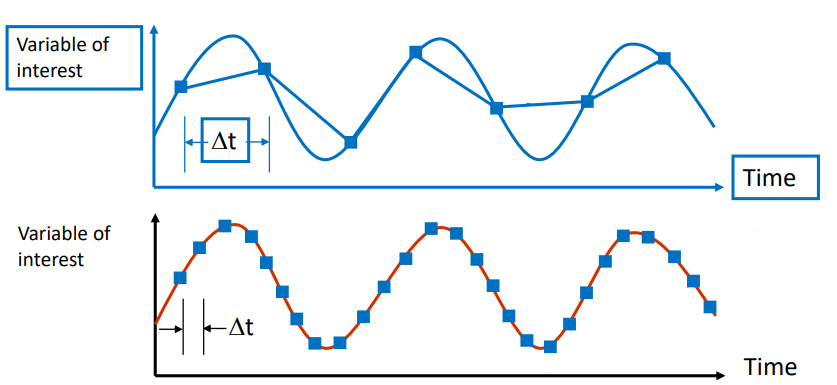 Variable of
interest
Δt
Time
Variable of
interest
Δt
Time